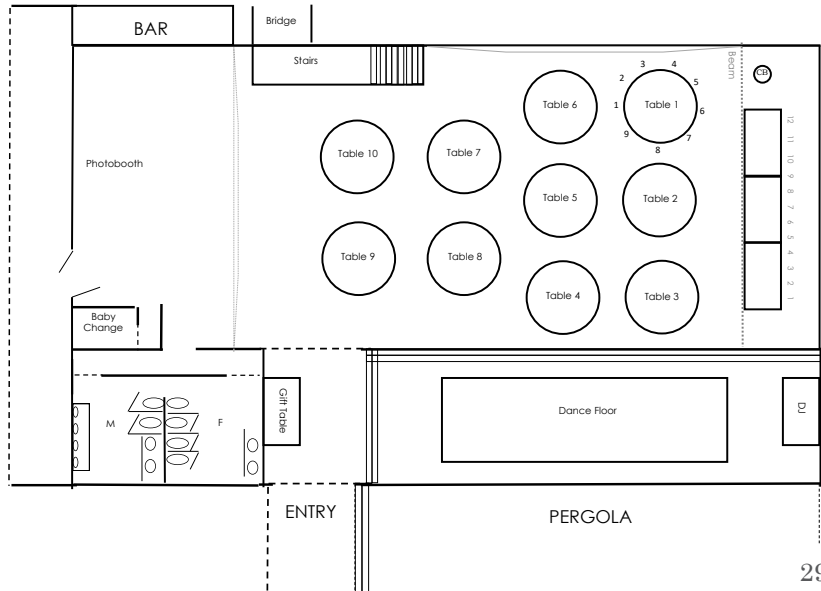 BAR
Bridge
Stairs
Beam
CB
Photobooth
Table 10
Table 7
Table 6
Table 1
1
2
3
4
5
6
7
8
9
Table 5
Table 2
Table 9
Table 8
Table 4
Table 3
12
11
10
9
8
7
6
5
4
3
2
1
Baby
Change
M
F
Gift Table
Dance Floor
DJ
ENTRY
PERGOLA